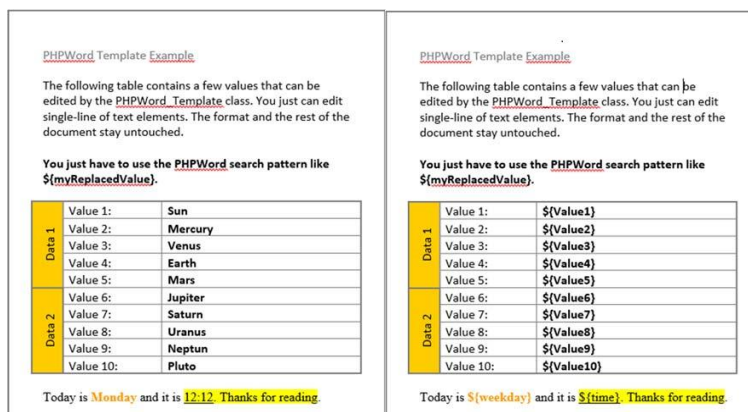 PHPWord Template Example
The following table contains a few values that can be
edited by the PHPWord_Template class. You just can edit
single-line of text elements. The format and the rest of the
document stay untouched.
You just have to use the PHPWord search pattern like
${myReplacedValue}.
Data 1
Value 1: Sun
Value 2: Mercury
Value 3: Venus
Value 4: Earth
Value 5: Mars
Data 2
Value 6: Jupiter
Value 7: Saturn
Value 8: Uranus
Value 9: Neptun
Value 10: Pluto
Today is Monday and it is 12:12. Thanks for reading.
PHPWord Template Example
The following table contains a few values that can be
edited by the PHPWord_Template class. You just can edit
single-line of text elements. The format and the rest of the
document stay untouched.
You just have to use the PHPWord search pattern like
${myReplacedValue}.
Data 1
Value 1: ${Value1}
Value 2: ${Value2}
Value 3: ${Value3}
Value 4: ${Value4}
Value 5: ${Value5}
Data 2
Value 6: ${Value6}
Value 7: ${Value7}
Value 8: ${Value8}
Value 9: ${Value9}
Value 10: ${Value10}
Today is ${weekday} and it is ${time}. Thanks for reading.